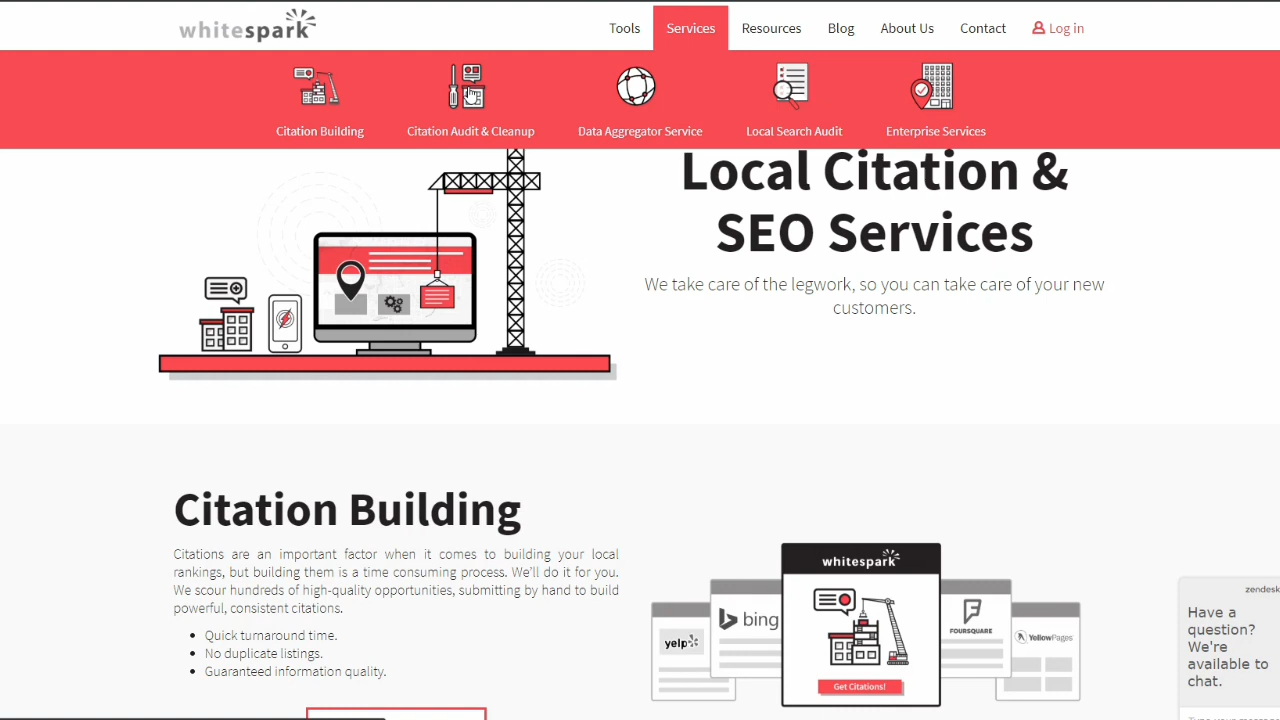 whitespark
Tools
Services
Resources
Blog
About Us
Contact
Log in
Citation Building
Citation Audit & Cleanup
Data Aggregator Service
Local Search Audit
Enterprise Services
Local Citation &
SEO Services
We take care of the legwork, so you can take care of your new
customers.
Citation Building
Citations are an important factor when it comes to building your local
rankings, but building them is a time consuming process. We'll do it for you.
We scour hundreds of high-quality opportunities, submitting by hand to build
powerful, consistent citations.
Quick turnaround time.
No duplicate listings.
Guaranteed information quality.
yelp
bing
whitespark
Get Citations!
FOURSQUARE
YellowPages
zendesk
Have a
question?
We're
available to
chat.